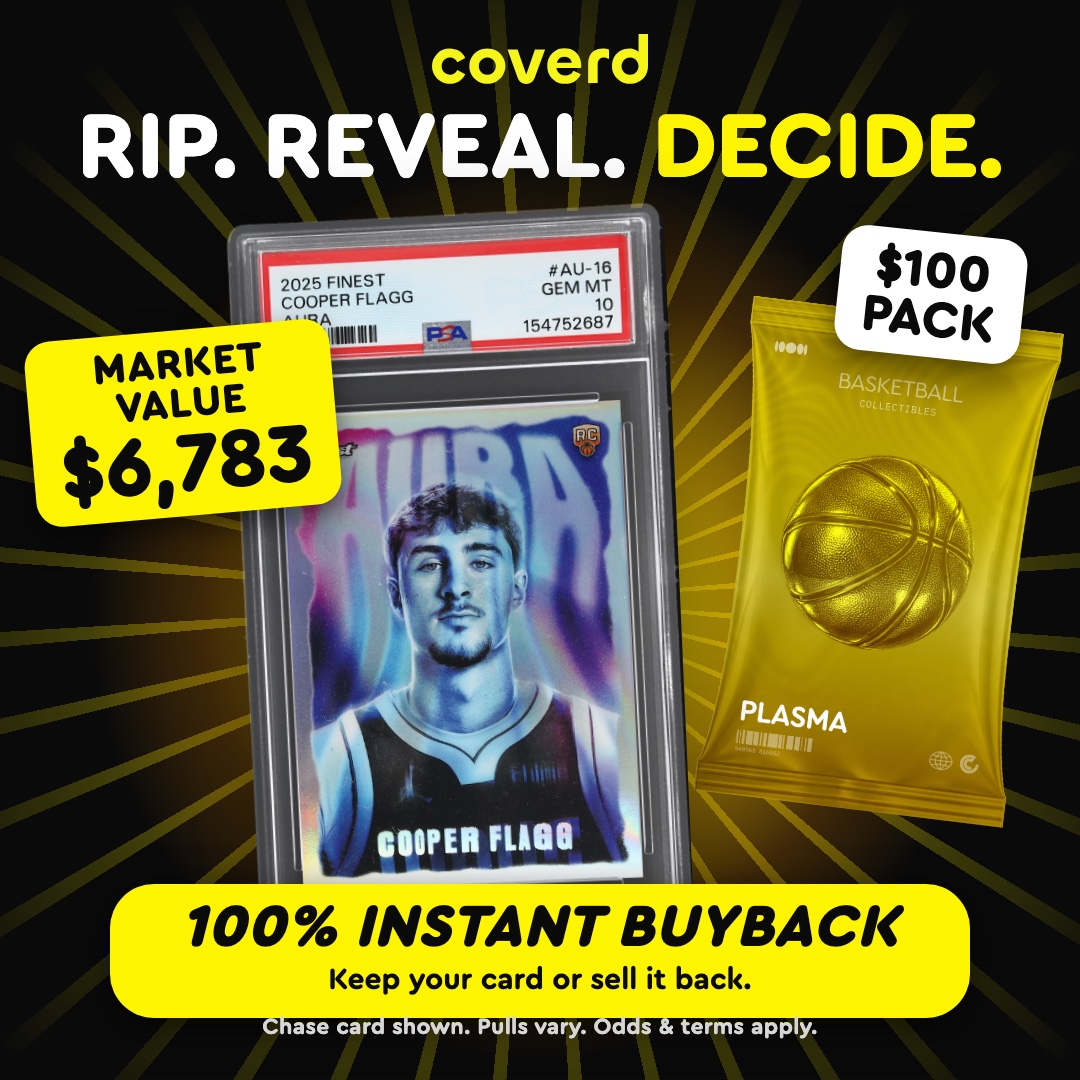 coverd
RIP. REVEAL. DECIDE.
2025 FINEST
COOPER FLAGG
AURA
#AU-16
GEM MT
10
154752687
PSA
$100
PACK
MARKET
VALUE
$6,783
BASKETBALL
COLLECTIBLES
AURA
RC
PLASMA
COOPER FLAGG
100% INSTANT BUYBACK
Keep your card or sell it back.
Chase card shown. Pulls vary. Odds & terms apply.